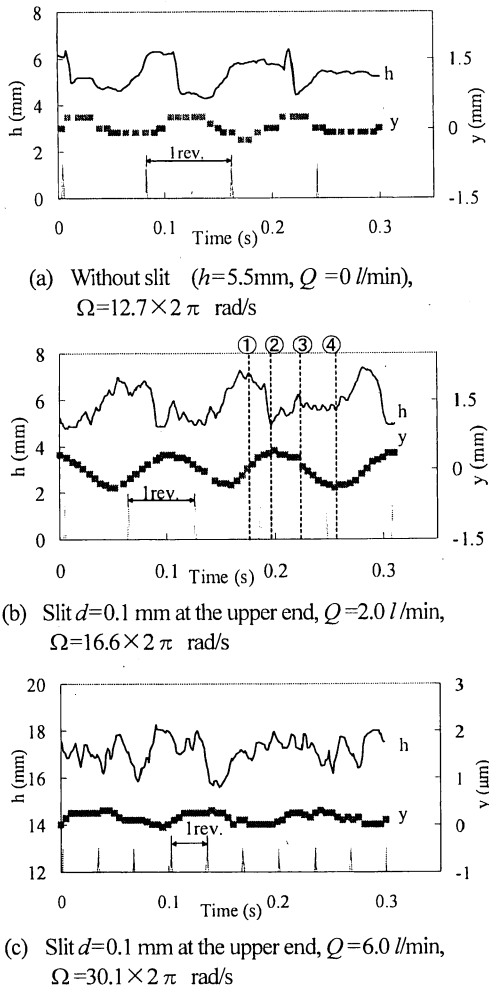 8
6
4
2
0
h (mm)
1.5
0
-1.5
y (mm)
h
y
1rev.
0
0.1
0.2
0.3
Time (s)
(a) Without slit (h=5.5mm, Q =0 l/min),
Ω=12.7×2 π rad/s
① ② ③ ④
8
6
4
2
0
h (mm)
1.5
0
-1.5
y (mm)
h
y
1rev.
0
0.1
0.2
0.3
Time (s)
(b) Slit d=0.1 mm at the upper end, Q=2.0 l /min,
Ω=16.6×2 π rad/s
20
18
16
14
12
h (mm)
3
2
1
0
-1
y (μm)
h
y
1rev.
0
0.1
0.2
0.3
Time (s)
(c) Slit d=0.1 mm at the upper end, Q=6.0 l/min,
Ω=30.1×2 π rad/s